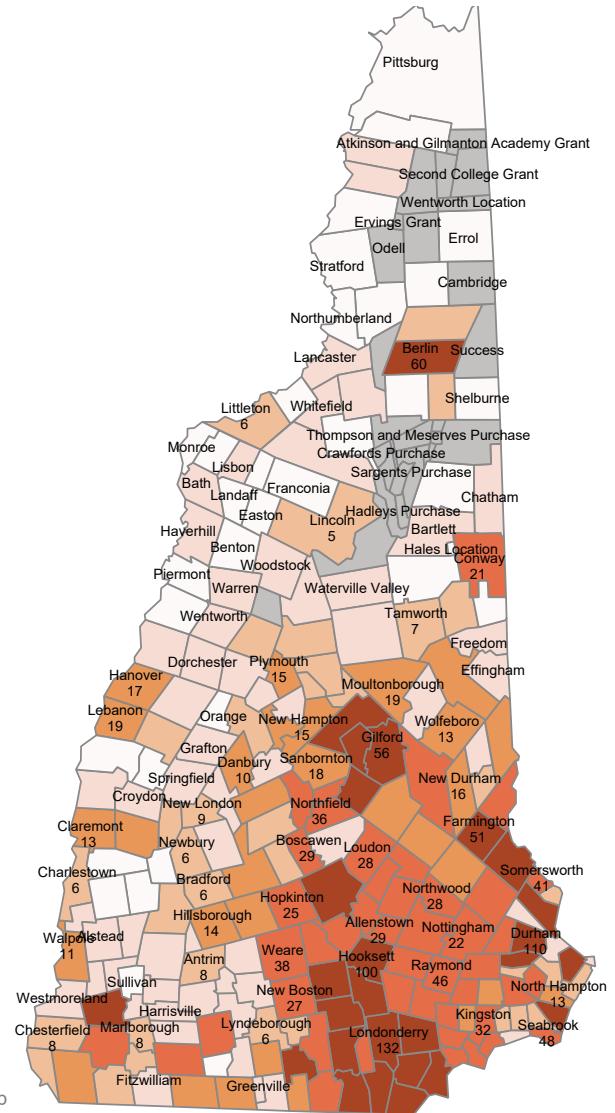 Pittsburg
Atkinson and Gilmanton Academy Grant
Second College Grant
Wentworth Location
Ervings Grant
Errol
Odell
Stratford
Cambridge
Northumberland
Berlin
60
Success
Lancaster
Shelburne
Whitefield
Littleton
6
Thompson and Meserves Purchase
Monroe
Crawfords Purchase
Lisbon
Sargents Purchase
Bath
Landaff
Franconia
Chatham
Easton
Hadleys Purchase
Lincoln
5
Haverhill
Bartlett
Benton
Hales Location
Conway
21
Woodstock
Piermont
Warren
Waterville Valley
Wentworth
Tamworth
7
Freedom
Dorchester
Plymouth
15
Effingham
Hanover
17
Moultonborough
19
Lebanon
19
Orange
New Hampton
15
Wolfeboro
13
Gilford
56
Grafton
Danbury
10
Sanbornton
18
Springfield
New Durham
16
Croydon
New London
9
Northfield
36
Claremont
13
Farmington
51
Newbury
6
Boscawen
29
Loudon
28
Charlestown
6
Somersworth
41
Bradford
6
Northwood
28
Hopkinton
25
Hillsborough
14
Allenstown
29
Nottingham
22
Durham
110
Walpole
11
Alstead
Weare
38
Hooksett
100
Antrim
8
Raymond
46
Sullivan
New Boston
27
North Hampton
13
Westmoreland
Harrisville
Kingston
32
Seabrook
48
Chesterfield
8
Marlborough
8
Lyndeborough
6
Londonderry
132
Fitzwilliam
Greenville